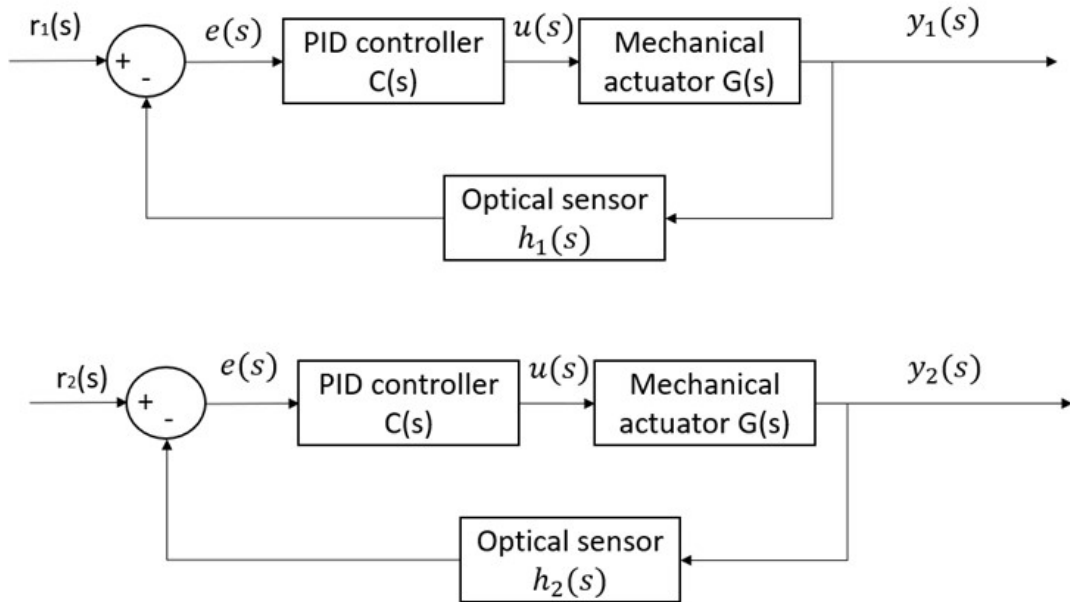 r₁(s)
e(s)
PID controller
C(s)
u(s)
Mechanical
actuator G(s)
y₁(s)
+
-
Optical sensor
h₁(s)
r₂(s)
e(s)
PID controller
C(s)
u(s)
Mechanical
actuator G(s)
y₂(s)
+
-
Optical sensor
h₂(s)